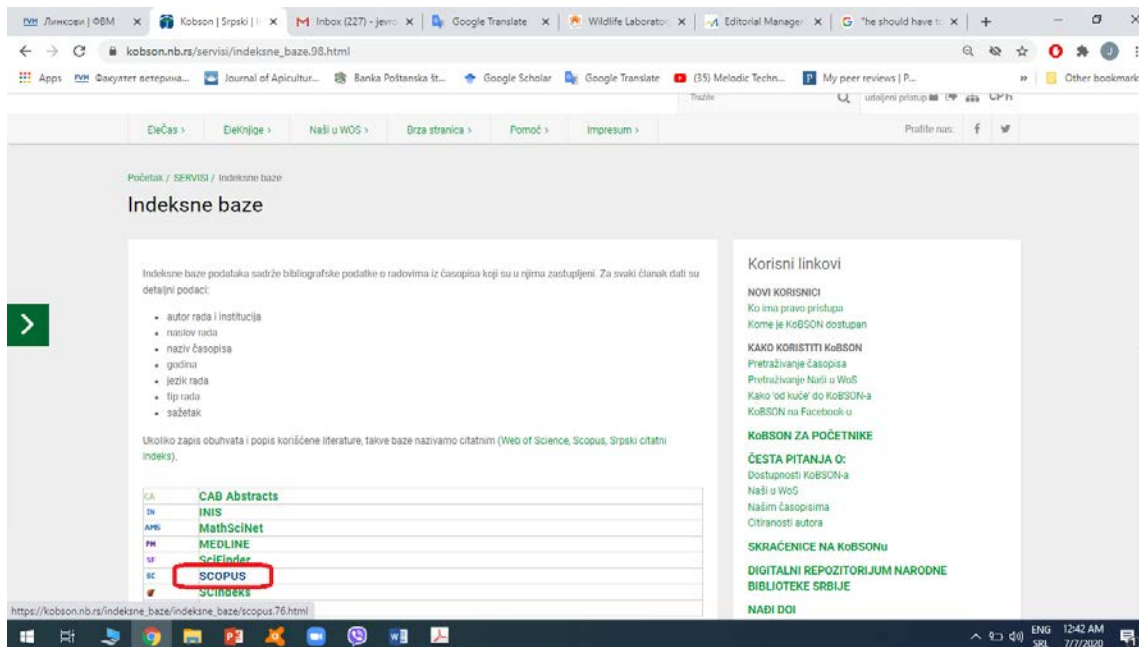 Линкови | ФВМ
Kobson | Srpski |
Inbox (227) - jevro
Google Translate
Wildlife Laborator
Editorial Manager
"he should have t
kobson.nb.rs/servisi/indeksne_baze.98.html
Apps
Факултет ветерина...
Journal of Apicultur...
Banka Poštanska št...
Google Scholar
Google Translate
(35) Melodic Techn...
My peer reviews | P...
Other bookmark
Tražite
udaljeni pristup
EleČas >
EleKnjige >
Naši u WOS >
Brza stranica >
Pomoć >
Impresum >
Pratite nas:
Početak / SERVISI / Indeksne baze
Indeksne baze
Indeksne baze podataka sadrže bibliografske podatke o radovima iz časopisa koji su u njima zastupljeni. Za svaki članak dati su
detaljni podaci:
autor rada i institucija
naslov rada
naziv časopisa
godina
jezik rada
tip rada
sažetak
Ukoliko zapis obuhvata i popis korišćene literature, takve baze nazivamo citatnim (Web of Science, Scopus, Srpski citatni
indeks).
CA CAB Abstracts
IN INIS
AMS MathSciNet
PM MEDLINE
SF SciFinder
SC SCOPUS
SCIndeks
Korisni linkovi
NOVI KORISNICI
Ko ima pravo pristupa
Kome je KoBSON dostupan
KAKO KORISTITI KoBSON
Pretraživanje časopisa
Pretraživanje Naši u WoS
Kako 'od kuće' do KoBSON-a
KoBSON na Facebook-u
KoBSON ZA POČETNIKE
ČESTA PITANJA O:
Dostupnosti KoBSON-a
Naši u WoS
Našim časopisima
Citiranosti autora
SKRAĆENICE NA KoBSONu
DIGITALNI REPOZITORIJUM NARODNE
BIBLIOTEKE SRBIJE
NAĐI DOI
https://kobson.nb.rs/indeksne_baze/indeksne_baze/scopus.76.html
ENG
SRL
12:42 AM
7/7/2020